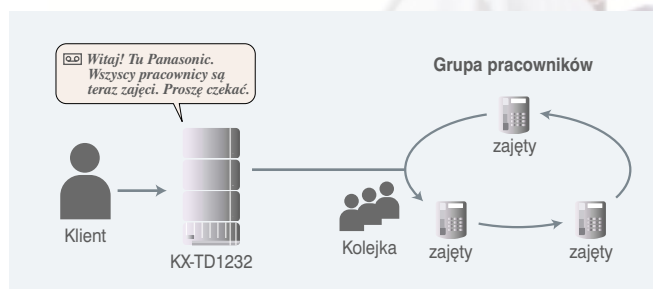 Witaj! Tu Panasonic.
Wszyscy pracownicy są
teraz zajęci. Proszę czekać.
Grupa pracowników
zajęty
Klient
KX-TD1232
Kolejka
zajęty
zajęty